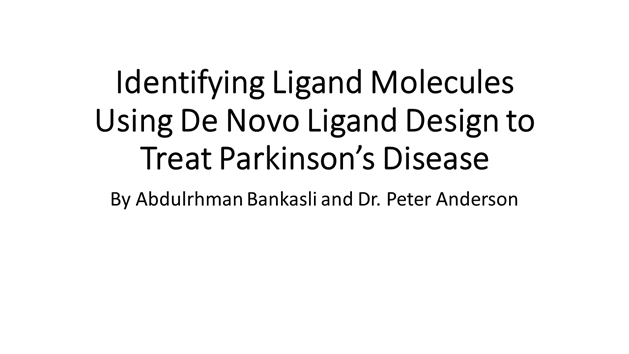 Identifying Ligand Molecules
Using De Novo Ligand Design to
Treat Parkinson’s Disease
By Abdulrhman Bankasli and Dr. Peter Anderson